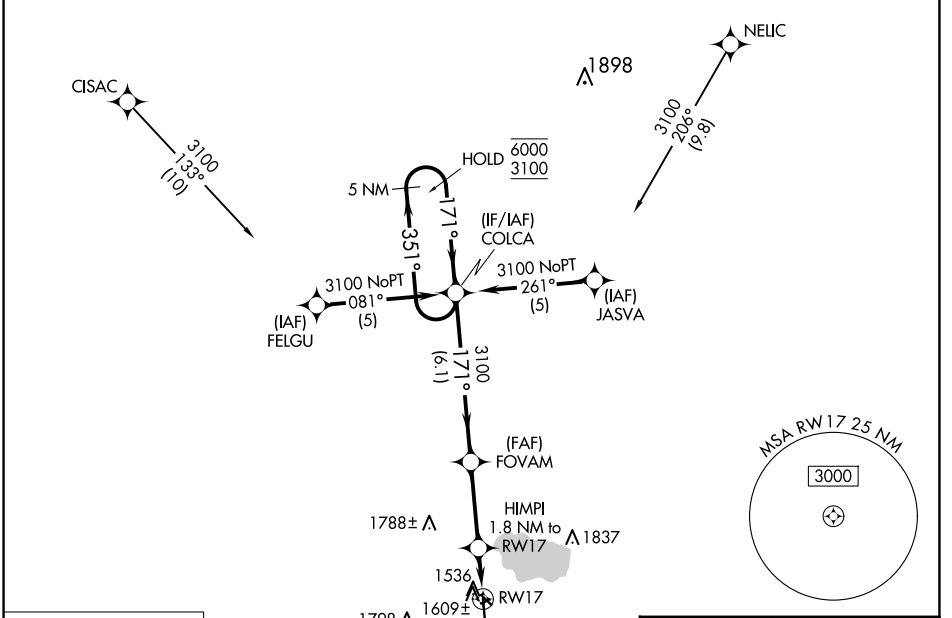 NELIC
1898
CISAC
3100
206°
(9.8)
3100
133°
(10)
HOLD 6000
3100
5 NM
171°
351°
(IF/IAF)
COLCA
3100 NoPT
081°
(5)
3100 NoPT
261°
(5)
(IAF)
FELGU
(IAF)
JASVA
3100
171°
(6.1)
(FAF)
FOVAM
MSA RW17 25 NM
3000
HIMPI
1.8 NM to
RW17
1788±
1837
1536
RW17
1609±